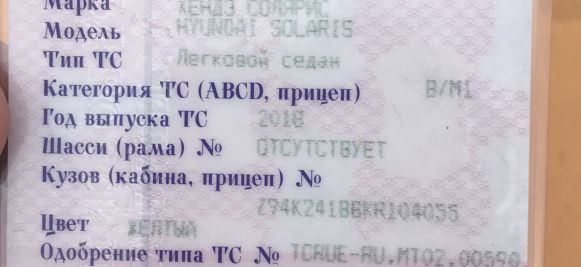 Марка ХЕНДЭ СОЛЯРИС
Модель HYUNDAI SOLARIS
Тип ТС Легковой седан
Категория ТС (ABCD, прицеп) B/M1
Год выпуска ТС 2018
Шасси (рама) № ОТСУТСТВУЕТ
Кузов (кабина, прицеп) №
Z94K241BBKR104055
Цвет ЖЕЛТЫЙ
Одобрение типа ТС № TCRUE-RU.MT02.00590